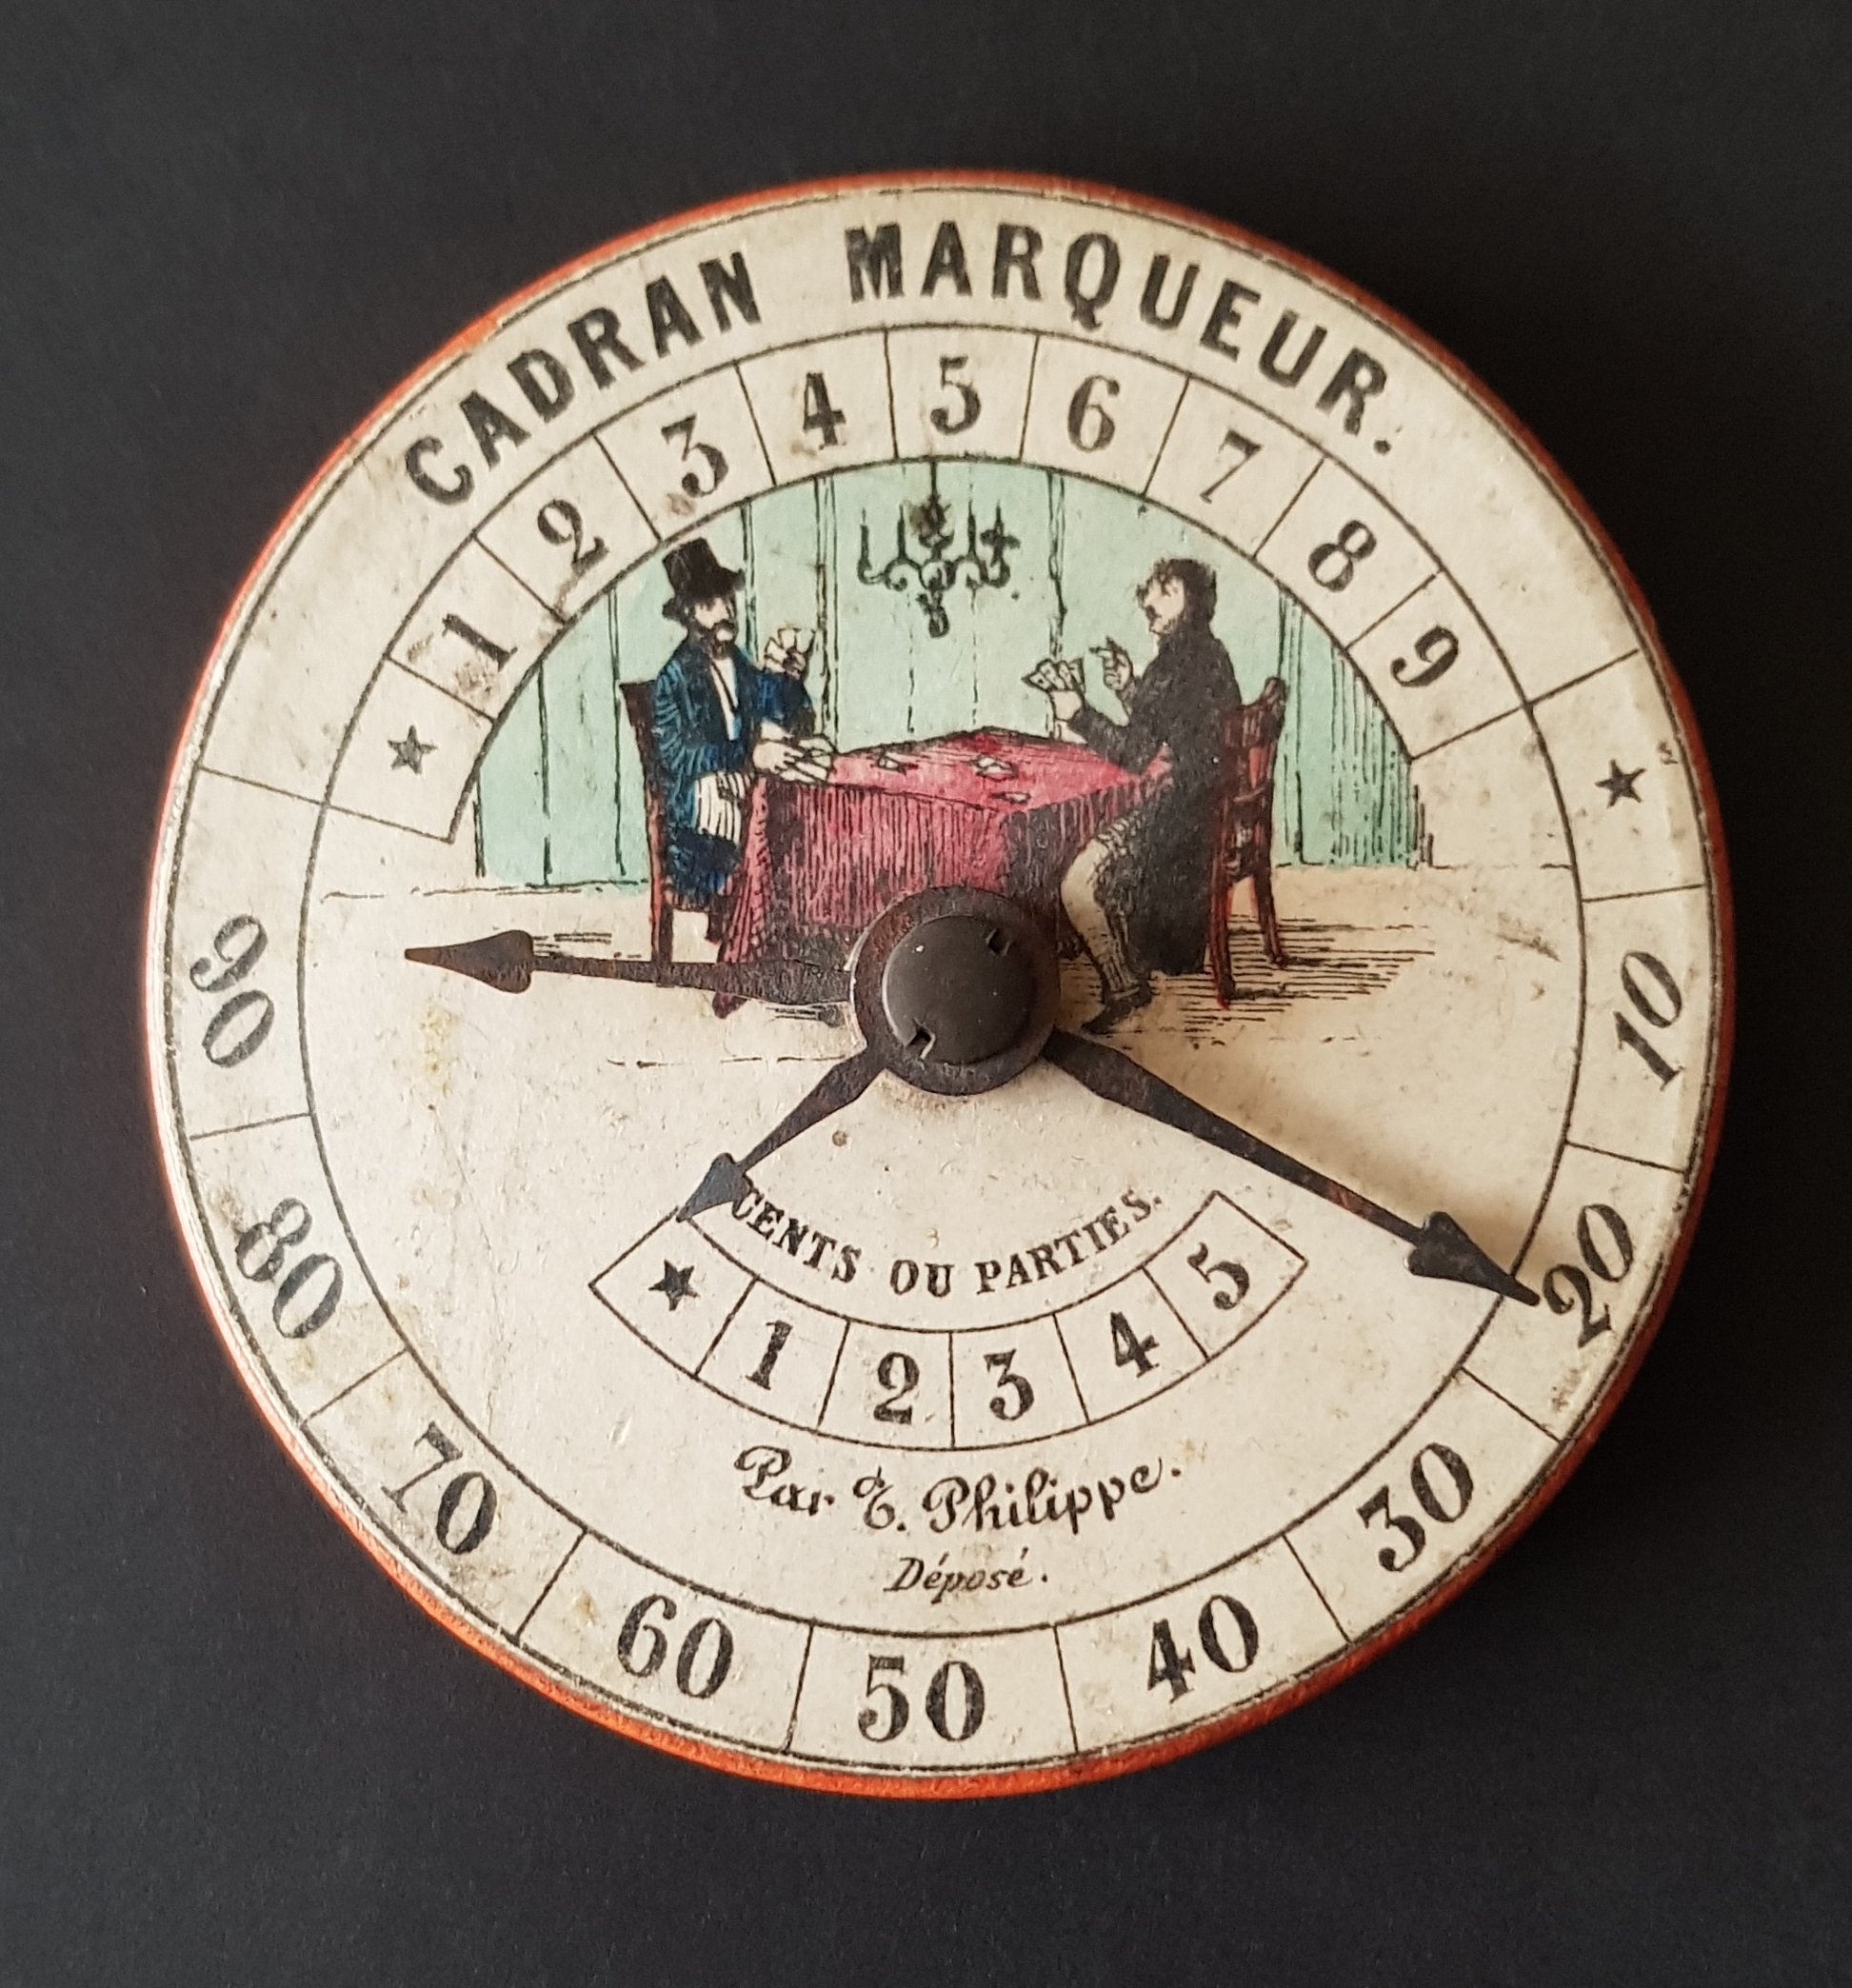 CADRAN MARQUEUR.
★ 1 2 3 4 5 6 7 8 9
★ 10 20 30 40 50 60 70 80 90
CENTS OU PARTIES.
★ 1 2 3 4 5
Par E. Philippe.
Déposé.